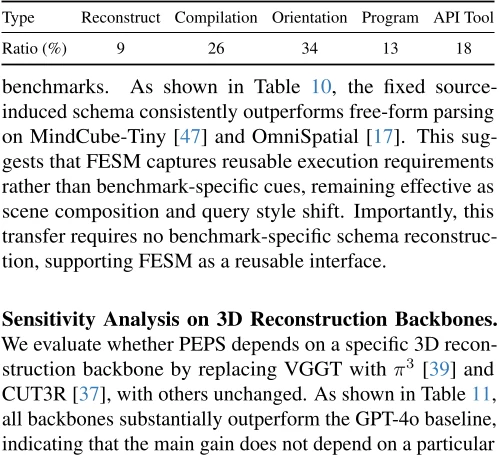 Type Reconstruct Compilation Orientation Program API Tool
Ratio (%) 9 26 34 13 18
benchmarks. As shown in Table 10, the fixed source-
induced schema consistently outperforms free-form parsing
on MindCube-Tiny [47] and OmniSpatial [17]. This sug-
gests that FESM captures reusable execution requirements
rather than benchmark-specific cues, remaining effective as
scene composition and query style shift. Importantly, this
transfer requires no benchmark-specific schema reconstruc-
tion, supporting FESM as a reusable interface.
Sensitivity Analysis on 3D Reconstruction Backbones.
We evaluate whether PEPS depends on a specific 3D recon-
struction backbone by replacing VGGT with π³ [39] and
CUT3R [37], with others unchanged. As shown in Table 11,
all backbones substantially outperform the GPT-4o baseline,
indicating that the main gain does not depend on a particular